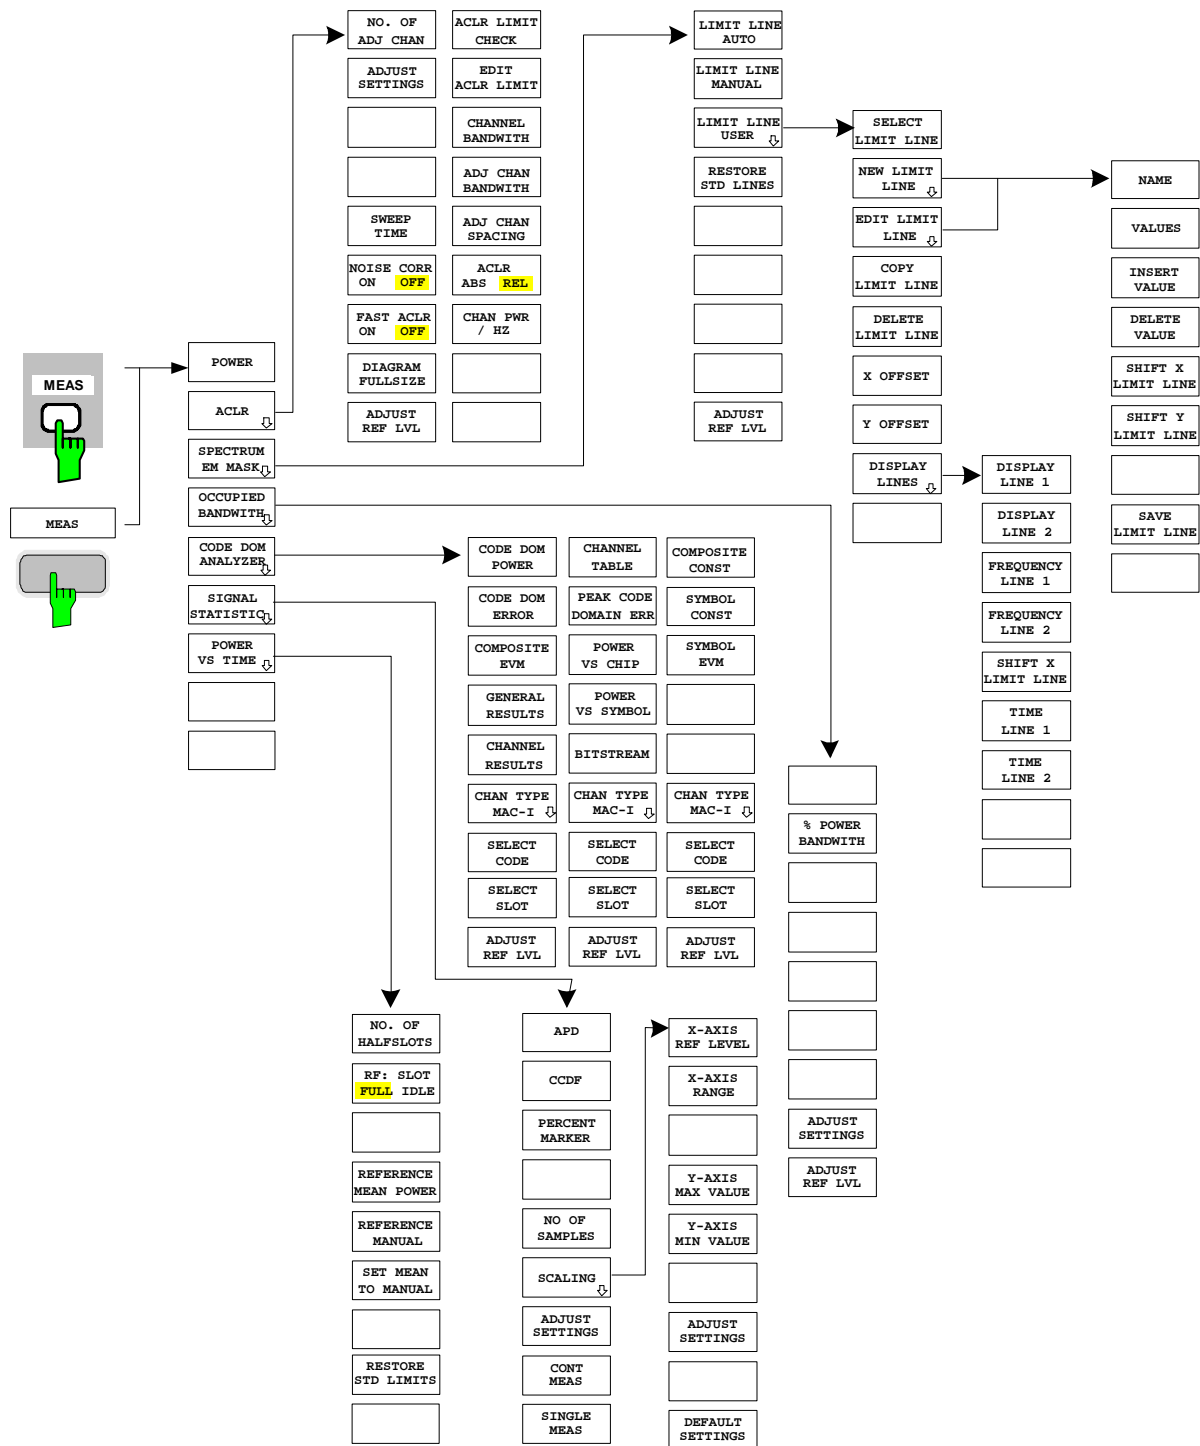 MEAS
MEAS
POWER
ACLR
SPECTRUM
EM MASK
OCCUPIED
BANDWITH
CODE DOM
ANALYZER
SIGNAL
STATISTIC
POWER
VS TIME
NO. OF
ADJ CHAN
ADJUST
SETTINGS
SWEEP
TIME
NOISE CORR
ON OFF
FAST ACLR
ON OFF
DIAGRAM
FULLSIZE
ADJUST
REF LVL
ACLR LIMIT
CHECK
EDIT
ACLR LIMIT
CHANNEL
BANDWITH
ADJ CHAN
BANDWITH
ADJ CHAN
SPACING
ACLR
ABS REL
CHAN PWR
/ HZ
LIMIT LINE
AUTO
LIMIT LINE
MANUAL
LIMIT LINE
USER
RESTORE
STD LINES
ADJUST
REF LVL
SELECT
LIMIT LINE
NEW LIMIT
LINE
EDIT LIMIT
LINE
COPY
LIMIT LINE
DELETE
LIMIT LINE
X OFFSET
Y OFFSET
DISPLAY
LINES
NAME
VALUES
INSERT
VALUE
DELETE
VALUE
SHIFT X
LIMIT LINE
SHIFT Y
LIMIT LINE
SAVE
LIMIT LINE
DISPLAY
LINE 1
DISPLAY
LINE 2
FREQUENCY
LINE 1
FREQUENCY
LINE 2
SHIFT X
LIMIT LINE
TIME
LINE 1
TIME
LINE 2
CODE DOM
POWER
CODE DOM
ERROR
COMPOSITE
EVM
GENERAL
RESULTS
CHANNEL
RESULTS
CHAN TYPE
MAC-I
SELECT
CODE
SELECT
SLOT
ADJUST
REF LVL
CHANNEL
TABLE
PEAK CODE
DOMAIN ERR
POWER
VS CHIP
POWER
VS SYMBOL
BITSTREAM
CHAN TYPE
MAC-I
SELECT
CODE
SELECT
SLOT
ADJUST
REF LVL
COMPOSITE
CONST
SYMBOL
CONST
SYMBOL
EVM
CHAN TYPE
MAC-I
SELECT
CODE
SELECT
SLOT
ADJUST
REF LVL
% POWER
BANDWITH
ADJUST
SETTINGS
ADJUST
REF LVL
NO. OF
HALFSLOTS
RF: SLOT
FULL IDLE
REFERENCE
MEAN POWER
REFERENCE
MANUAL
SET MEAN
TO MANUAL
RESTORE
STD LIMITS
APD
CCDF
PERCENT
MARKER
NO OF
SAMPLES
SCALING
ADJUST
SETTINGS
CONT
MEAS
SINGLE
MEAS
X-AXIS
REF LEVEL
X-AXIS
RANGE
Y-AXIS
MAX VALUE
Y-AXIS
MIN VALUE
ADJUST
SETTINGS
DEFAULT
SETTINGS